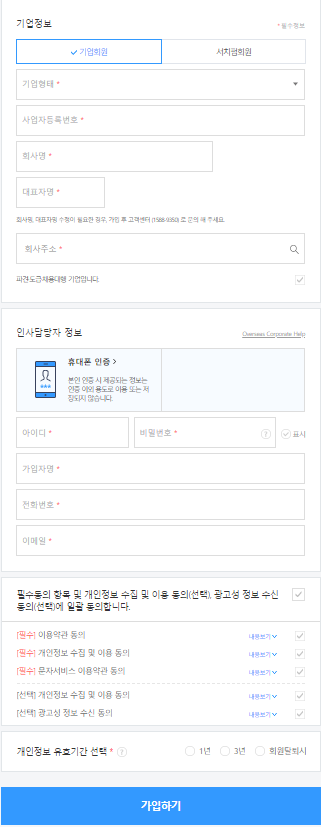 기업정보
* 필수정보
기업회원
서치펌회원
기업형태 *
사업자등록번호 *
회사명 *
대표자명 *
회사명, 대표자명 수정이 필요한 경우, 가입 후 고객센터 (1588-9350) 로 문의 해 주세요.
회사주소 *
파견도급채용대행 기업입니다.
인사담당자 정보
Overseas Corporate Help
휴대폰 인증 >
본인 인증 시 제공되는 정보는
인증 이외 용도로 이용 또는 저
장되지 않습니다.
아이디 *
비밀번호 *
?
표시
가입자명 *
전화번호 *
이메일 *
필수동의 항목 및 개인정보 수집 및 이용 동의(선택), 광고성 정보 수신
동의(선택)에 일괄 동의합니다.
[필수] 이용약관 동의 내용보기
[필수] 개인정보 수집 및 이용 동의 내용보기
[필수] 문자서비스 이용약관 동의 내용보기
[선택] 개인정보 수집 및 이용 동의 내용보기
[선택] 광고성 정보 수신 동의 내용보기
개인정보 유효기간 선택 * ?
1년
3년
회원탈퇴시
가입하기